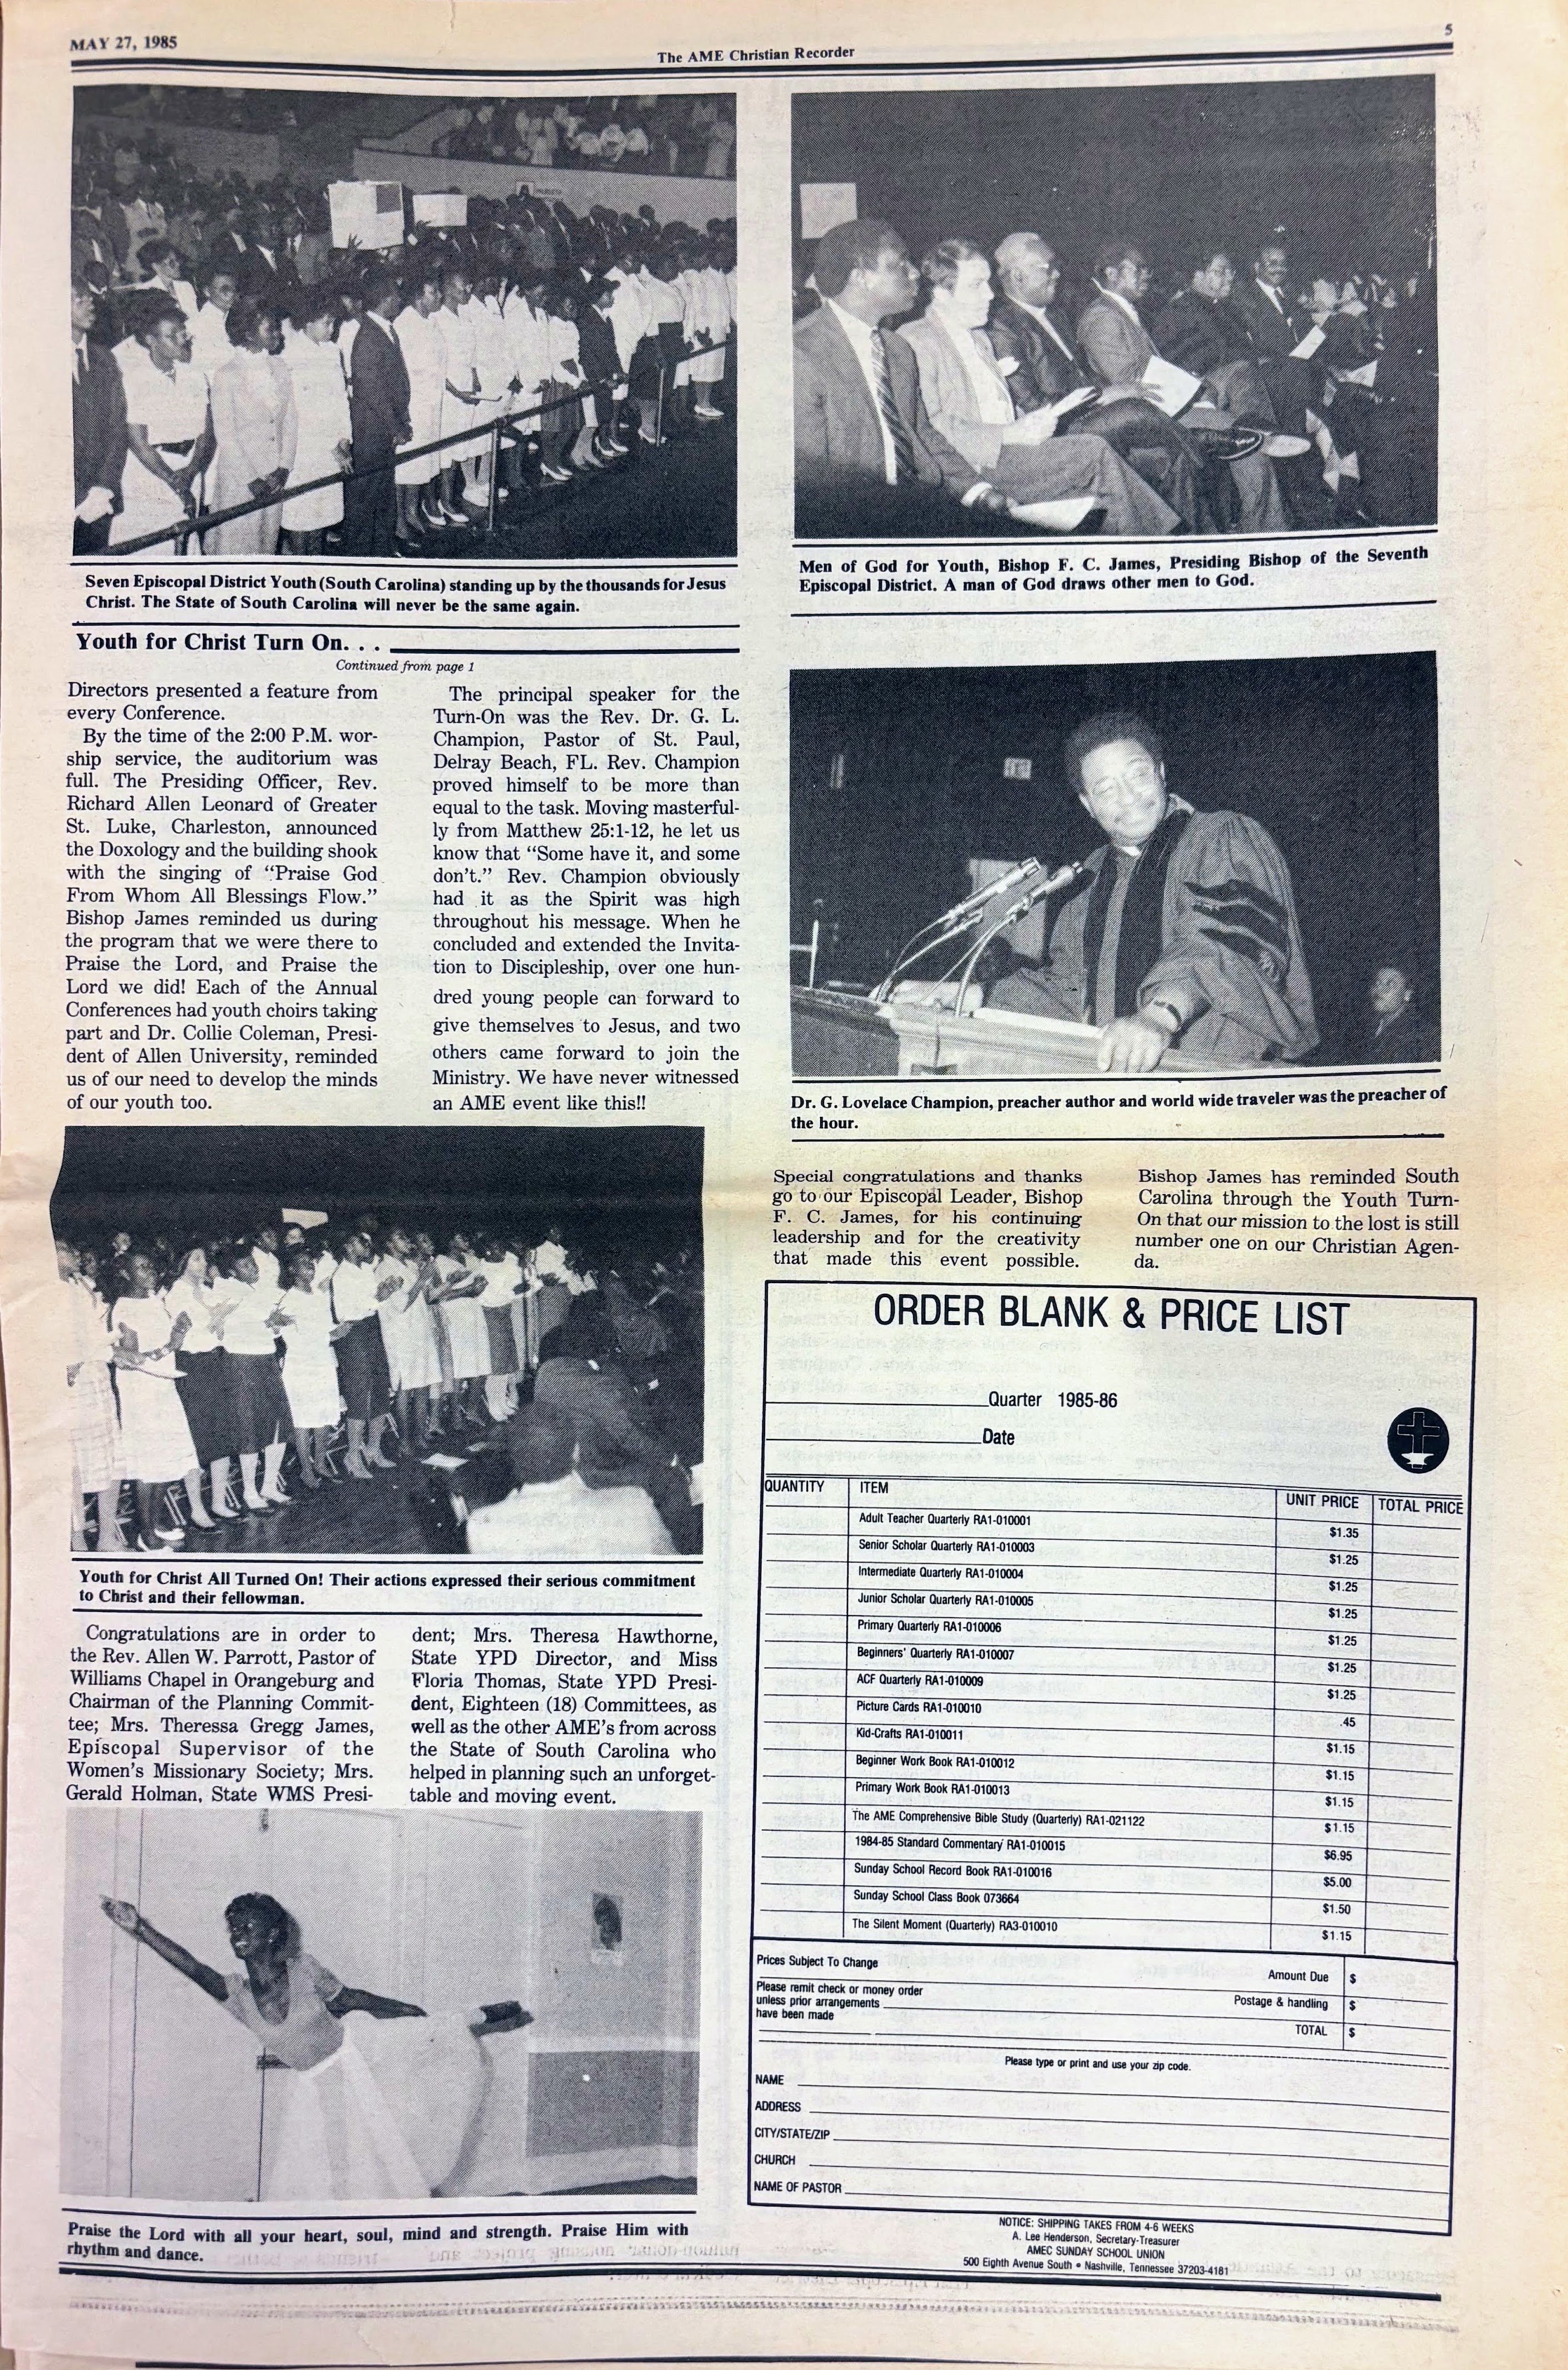 MAY 27, 1985
The AME Christian Recorder
5
Seven Episcopal District Youth (South Carolina) standing up by the thousands for Jesus
Christ. The State of South Carolina will never be the same again.
Men of God for Youth, Bishop F. C. James, Presiding Bishop of the Seventh
Episcopal District. A man of God draws other men to God.
Youth for Christ Turn On. . .
Continued from page 1
Directors presented a feature from
every Conference.
By the time of the 2:00 P.M. wor-
ship service, the auditorium was
full. The Presiding Officer, Rev.
Richard Allen Leonard of Greater
St. Luke, Charleston, announced
the Doxology and the building shook
with the singing of "Praise God
From Whom All Blessings Flow."
Bishop James reminded us during
the program that we were there to
Praise the Lord, and Praise the
Lord we did! Each of the Annual
Conferences had youth choirs taking
part and Dr. Collie Coleman, Presi-
dent of Allen University, reminded
us of our need to develop the minds
of our youth too.
The principal speaker for the
Turn-On was the Rev. Dr. G. L.
Champion, Pastor of St. Paul,
Delray Beach, FL. Rev. Champion
proved himself to be more than
equal to the task. Moving masterful-
ly from Matthew 25:1-12, he let us
know that "Some have it, and some
don't." Rev. Champion obviously
had it as the Spirit was high
throughout his message. When he
concluded and extended the Invita-
tion to Discipleship, over one hun-
dred young people can forward to
give themselves to Jesus, and two
others came forward to join the
Ministry. We have never witnessed
an AME event like this!!
Dr. G. Lovelace Champion, preacher author and world wide traveler was the preacher of
the hour.
Youth for Christ All Turned On! Their actions expressed their serious commitment
to Christ and their fellowman.
Congratulations are in order to
the Rev. Allen W. Parrott, Pastor of
Williams Chapel in Orangeburg and
Chairman of the Planning Commit-
tee; Mrs. Theressa Gregg James,
Episcopal Supervisor of the
Women's Missionary Society; Mrs.
Gerald Holman, State WMS Presi-
dent; Mrs. Theresa Hawthorne,
State YPD Director, and Miss
Floria Thomas, State YPD Presi-
dent, Eighteen (18) Committees, as
well as the other AME's from across
the State of South Carolina who
helped in planning such an unforget-
table and moving event.
Special congratulations and thanks
go to our Episcopal Leader, Bishop
F. C. James, for his continuing
leadership and for the creativity
that made this event possible.
Bishop James has reminded South
Carolina through the Youth Turn-
On that our mission to the lost is still
number one on our Christian Agen-
da.
Praise the Lord with all your heart, soul, mind and strength. Praise Him with
rhythm and dance.
ORDER BLANK & PRICE LIST
Quarter 1985-86
Date
QUANTITY ITEM UNIT PRICE TOTAL PRICE
Adult Teacher Quarterly RA1-010001 $1.35
Senior Scholar Quarterly RA1-010003 $1.25
Intermediate Quarterly RA1-010004 $1.25
Junior Scholar Quarterly RA1-010005 $1.25
Primary Quarterly RA1-010006 $1.25
Beginners' Quarterly RA1-010007 $1.25
ACF Quarterly RA1-010009 $1.25
Picture Cards RA1-010010 .45
Kid-Crafts RA1-010011 $1.15
Beginner Work Book RA1-010012 $1.15
Primary Work Book RA1-010013 $1.15
The AME Comprehensive Bible Study (Quarterly) RA1-021122 $1.15
1984-85 Standard Commentary RA1-010015 $6.95
Sunday School Record Book RA1-010016 $5.00
Sunday School Class Book 073664 $1.50
The Silent Moment (Quarterly) RA3-010010 $1.15
Prices Subject To Change
Amount Due $
Please remit check or money order
unless prior arrangements
have been made
Postage & handling $
TOTAL $
Please type or print and use your zip code.
NAME
ADDRESS
CITY/STATE/ZIP
CHURCH
NAME OF PASTOR
NOTICE: SHIPPING TAKES FROM 4-6 WEEKS
A. Lee Henderson, Secretary-Treasurer
AMEC SUNDAY SCHOOL UNION
500 Eighth Avenue South • Nashville, Tennessee 37203-4181